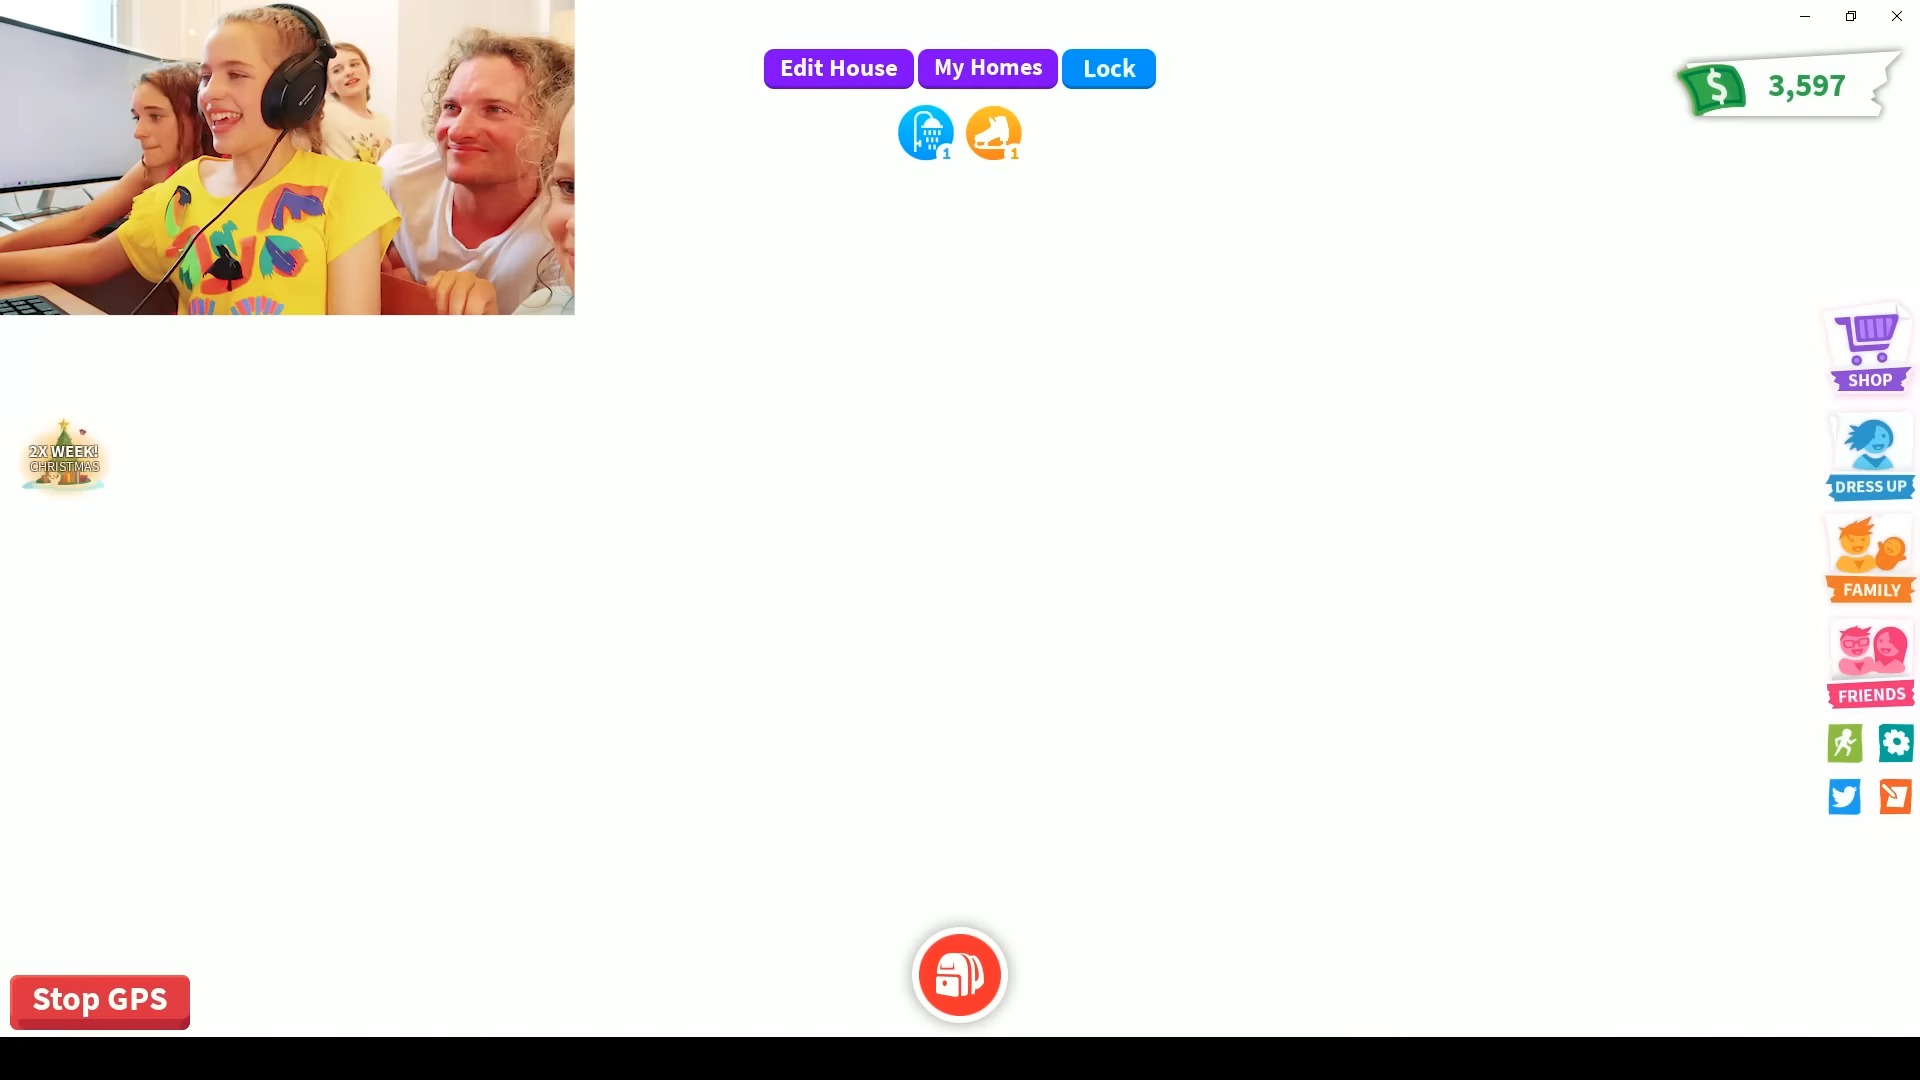 Edit House My Homes Lock
3,597
1 1
SHOP
2X WEEK!
CHRISTMAS
DRESS UP
FAMILY
FRIENDS
Stop GPS